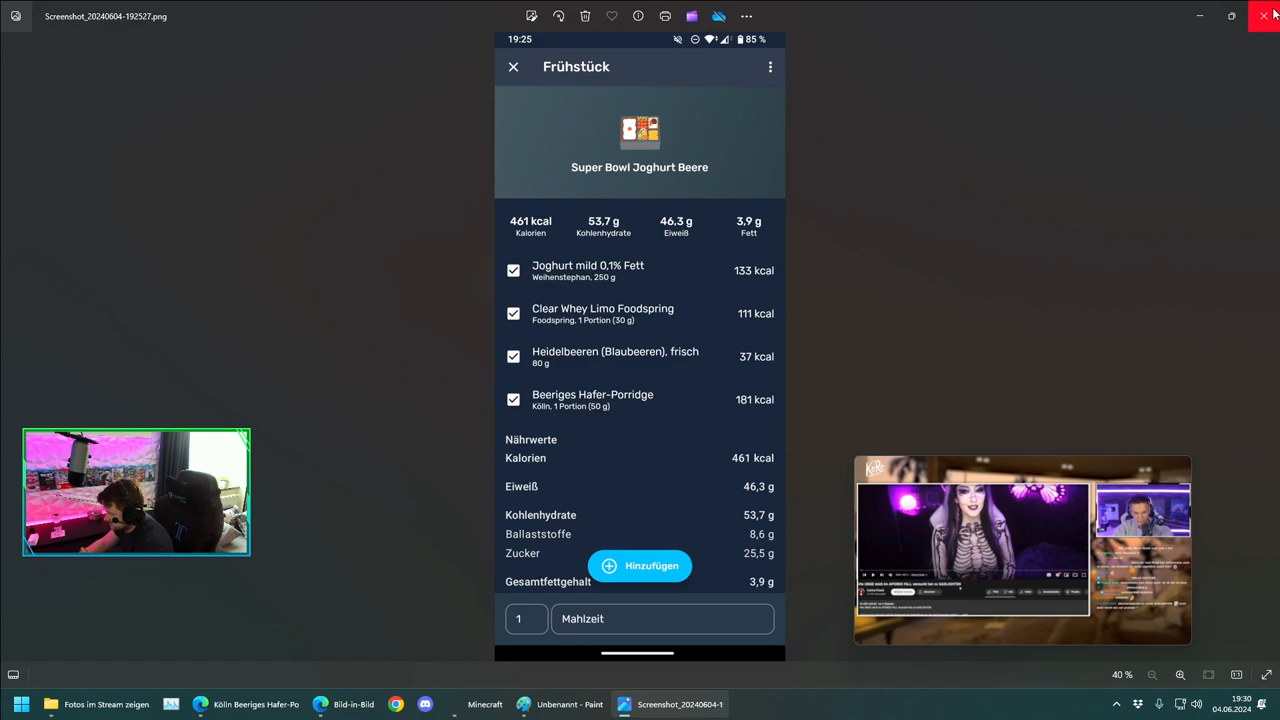 Screenshot_20240604-192527.png
19:25
85 %
Frühstück
Super Bowl Joghurt Beere
461 kcal 53,7 g 46,3 g 3,9 g
Kalorien Kohlenhydrate Eiweiß Fett
Joghurt mild 0,1% Fett
Weihenstephan, 250 g
133 kcal
Clear Whey Limo Foodspring
Foodspring, 1 Portion (30 g)
111 kcal
Heidelbeeren (Blaubeeren), frisch
80 g
37 kcal
Beeriges Hafer-Porridge
Kölln, 1 Portion (50 g)
181 kcal
Nährwerte
Kalorien 461 kcal
Eiweiß 46,3 g
Kohlenhydrate 53,7 g
Ballaststoffe 8,6 g
Zucker 25,5 g
Hinzufügen
Gesamtfettgehalt 3,9 g
1 Mahlzeit
40 %
Fotos im Stream zeigen
Kölln Beeriges Hafer-Po
Bild-in-Bild
Minecraft
Unbenannt - Paint
Screenshot_20240604-1
19:30
04.06.2024